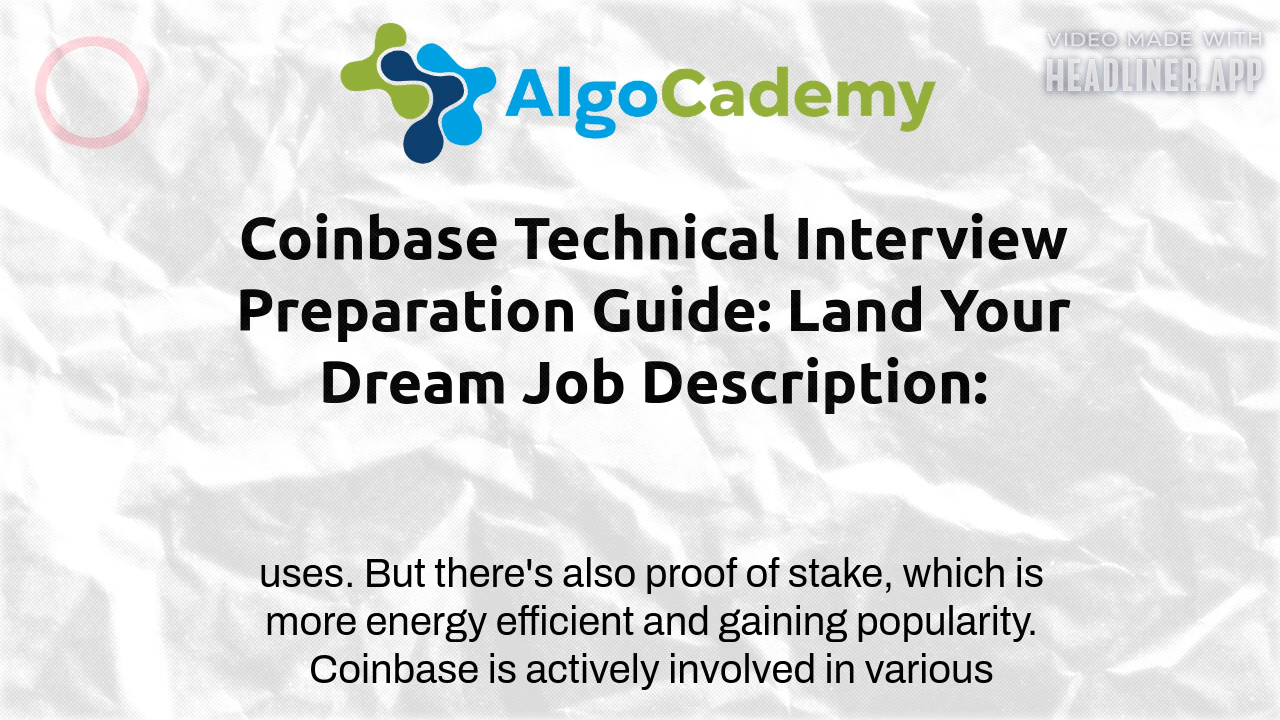 AlgoCademy
VIDEO MADE WITH
HEADLINER.APP
Coinbase Technical Interview
Preparation Guide: Land Your
Dream Job Description:
uses. But there's also proof of stake, which is
more energy efficient and gaining popularity.
Coinbase is actively involved in various